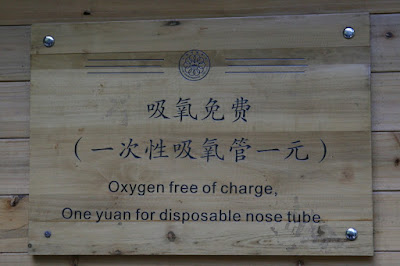 吸氧免费
（一次性吸氧管一元）
Oxygen free of charge,
One yuan for disposable nose tube